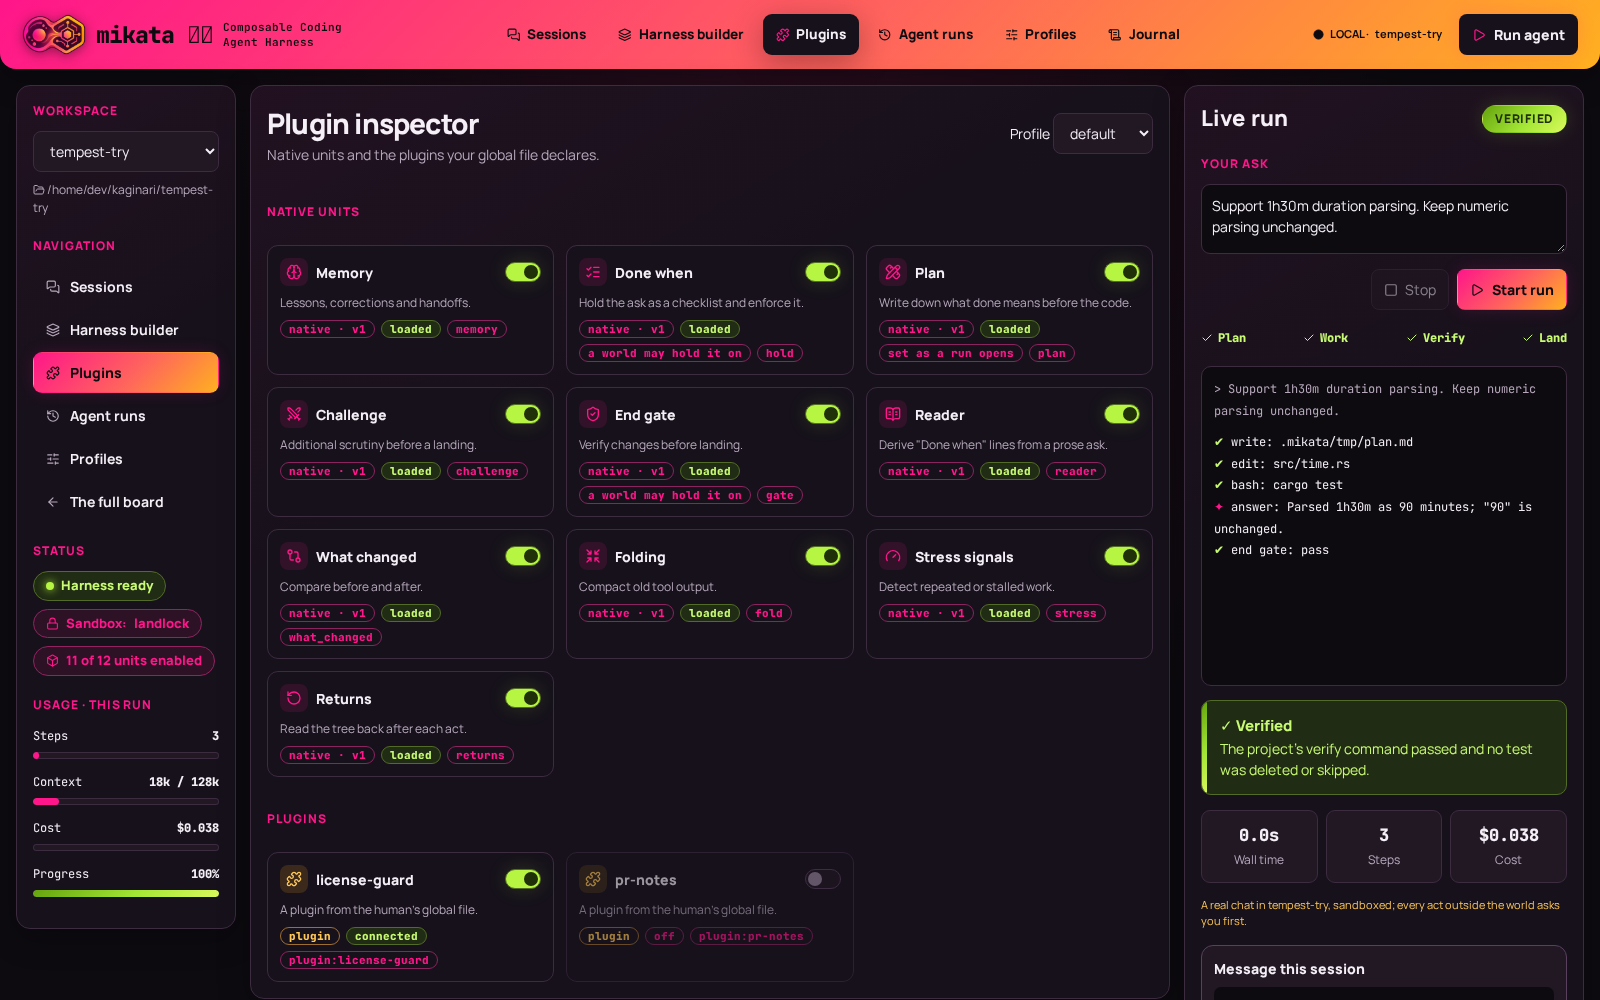 mikata
Composable Coding
Agent Harness
Sessions
Harness builder
Plugins
Agent runs
Profiles
Journal
LOCAL · tempest-try
Run agent
WORKSPACE
tempest-try
/home/dev/kaginari/tempest-
try
NAVIGATION
Sessions
Harness builder
Plugins
Agent runs
Profiles
The full board
STATUS
Harness ready
Sandbox: landlock
11 of 12 units enabled
USAGE · THIS RUN
Steps 3
Context 18k / 128k
Cost $0.038
Progress 100%
Plugin inspector
Native units and the plugins your global file declares.
Profile default
NATIVE UNITS
Memory
Lessons, corrections and handoffs.
native · v1 loaded memory
Done when
Hold the ask as a checklist and enforce it.
native · v1 loaded
a world may hold it on hold
Plan
Write down what done means before the code.
native · v1 loaded
set as a run opens plan
Challenge
Additional scrutiny before a landing.
native · v1 loaded challenge
End gate
Verify changes before landing.
native · v1 loaded
a world may hold it on gate
Reader
Derive "Done when" lines from a prose ask.
native · v1 loaded reader
What changed
Compare before and after.
native · v1 loaded
what_changed
Folding
Compact old tool output.
native · v1 loaded fold
Stress signals
Detect repeated or stalled work.
native · v1 loaded stress
Returns
Read the tree back after each act.
native · v1 loaded returns
PLUGINS
license-guard
A plugin from the human's global file.
plugin connected
plugin:license-guard
pr-notes
A plugin from the human's global file.
plugin off plugin:pr-notes
Live run
VERIFIED
YOUR ASK
Support 1h30m duration parsing. Keep numeric
parsing unchanged.
Stop
Start run
✓ Plan ✓ Work ✓ Verify ✓ Land
> Support 1h30m duration parsing. Keep numeric
parsing unchanged.
✔ write: .mikata/tmp/plan.md
✔ edit: src/time.rs
✔ bash: cargo test
✦ answer: Parsed 1h30m as 90 minutes; "90" is
unchanged.
✔ end gate: pass
✓ Verified
The project's verify command passed and no test
was deleted or skipped.
0.0s
Wall time
3
Steps
$0.038
Cost
A real chat in tempest-try, sandboxed; every act outside the world asks
you first.
Message this session